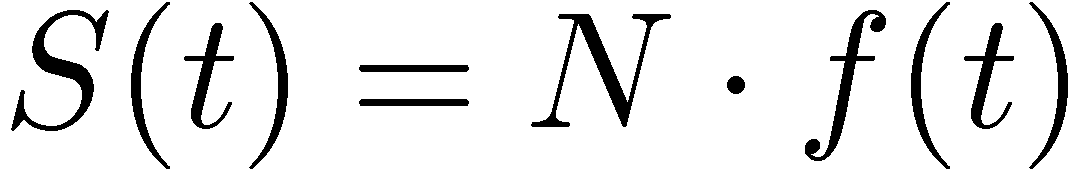 S(t) = N · f(t)